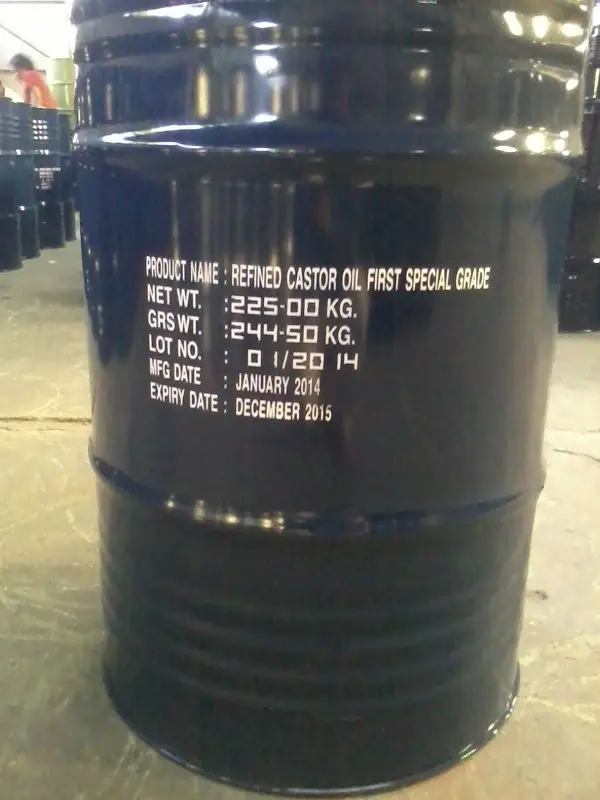 PRODUCT NAME : REFINED CASTOR OIL FIRST SPECIAL GRADE
NET WT. : 225-00 KG.
GRS WT. : 244-50 KG.
LOT NO. : 01/2014
MFG DATE : JANUARY 2014
EXPIRY DATE : DECEMBER 2015